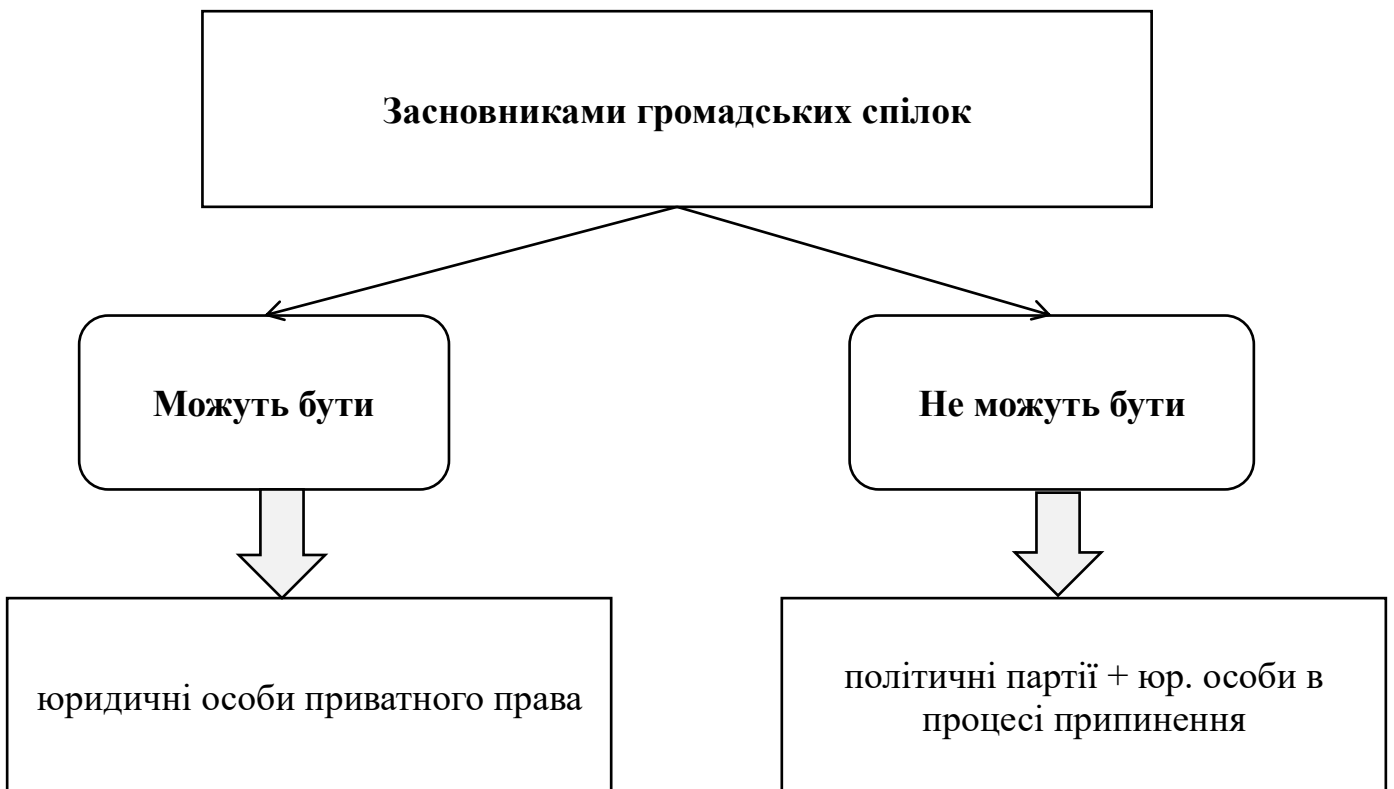 Засновниками громадських спілок
Можуть бути
Не можуть бути
юридичні особи приватного права
політичні партії + юр. особи в
процесі припинення